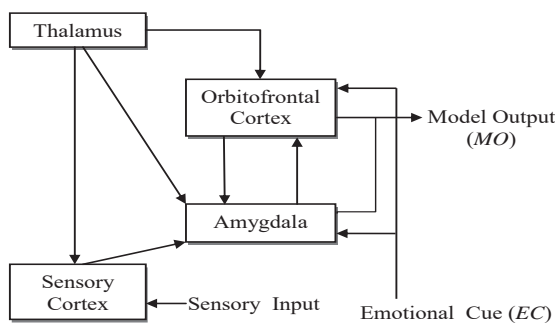 Thalamus
Orbitofrontal
Cortex
Model Output
(MO)
Amygdala
Sensory
Cortex
Sensory Input
Emotional Cue (EC)